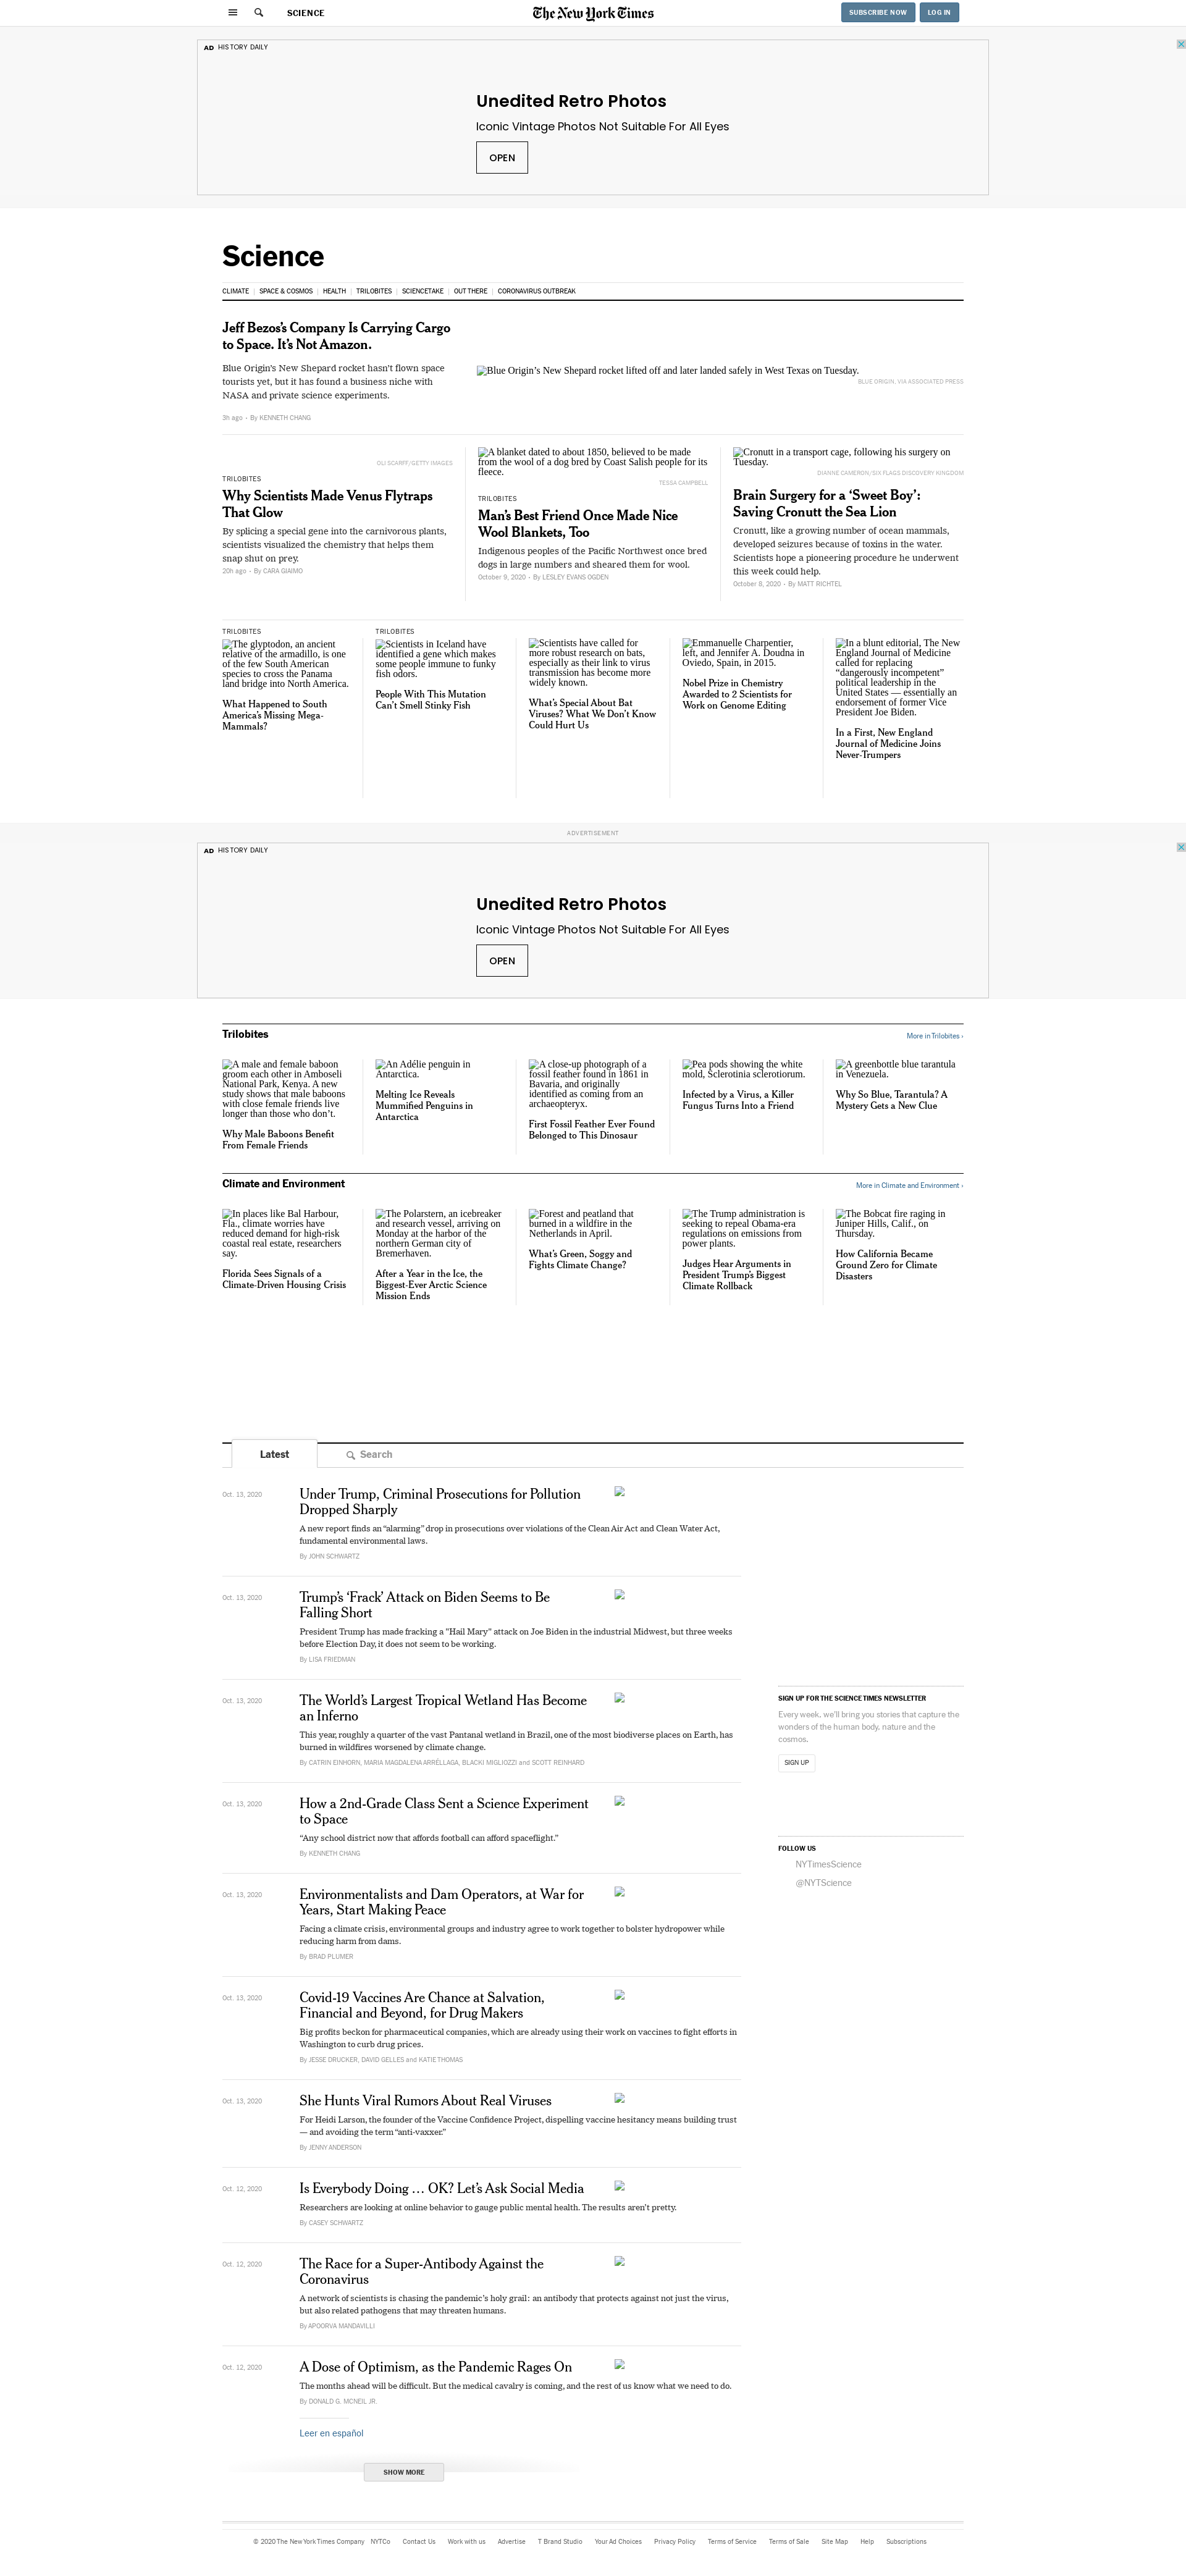 SCIENCE
The New York Times
SUBSCRIBE NOW
LOG IN
AD HISTORY DAILY
Unedited Retro Photos
Iconic Vintage Photos Not Suitable For All Eyes
OPEN
Science
CLIMATE | SPACE & COSMOS | HEALTH | TRILOBITES | SCIENCETAKE | OUT THERE | CORONAVIRUS OUTBREAK
Jeff Bezos's Company Is Carrying Cargo
to Space. It's Not Amazon.
Blue Origin's New Shepard rocket hasn't flown space
tourists yet, but it has found a business niche with
NASA and private science experiments.
3h ago • By KENNETH CHANG
Blue Origin's New Shepard rocket lifted off and later landed safely in West Texas on Tuesday.
BLUE ORIGIN, VIA ASSOCIATED PRESS
OLI SCARFF/GETTY IMAGES
TRILOBITES
Why Scientists Made Venus Flytraps
That Glow
By splicing a special gene into the carnivorous plants,
scientists visualized the chemistry that helps them
snap shut on prey.
20h ago • By CARA GIAIMO
A blanket dated to about 1850, believed to be made
from the wool of a dog bred by Coast Salish people for its
fleece.
TESSA CAMPBELL
TRILOBITES
Man's Best Friend Once Made Nice
Wool Blankets, Too
Indigenous peoples of the Pacific Northwest once bred
dogs in large numbers and sheared them for wool.
October 9, 2020 • By LESLEY EVANS OGDEN
Cronutt in a transport cage, following his surgery on
Tuesday.
DIANNE CAMERON/SIX FLAGS DISCOVERY KINGDOM
Brain Surgery for a ‘Sweet Boy’:
Saving Cronutt the Sea Lion
Cronutt, like a growing number of ocean mammals,
developed seizures because of toxins in the water.
Scientists hope a pioneering procedure he underwent
this week could help.
October 8, 2020 • By MATT RICHTEL
TRILOBITES
The glyptodon, an ancient
relative of the armadillo, is one
of the few South American
species to cross the Panama
land bridge into North America.
What Happened to South
America's Missing Mega-
Mammals?
TRILOBITES
Scientists in Iceland have
identified a gene which makes
some people immune to funky
fish odors.
People With This Mutation
Can't Smell Stinky Fish
Scientists have called for
more robust research on bats,
especially as their link to virus
transmission has become more
widely known.
What's Special About Bat
Viruses? What We Don't Know
Could Hurt Us
Emmanuelle Charpentier,
left, and Jennifer A. Doudna in
Oviedo, Spain, in 2015.
Nobel Prize in Chemistry
Awarded to 2 Scientists for
Work on Genome Editing
In a blunt editorial, The New
England Journal of Medicine
called for replacing
“dangerously incompetent”
political leadership in the
United States — essentially an
endorsement of former Vice
President Joe Biden.
In a First, New England
Journal of Medicine Joins
Never-Trumpers
ADVERTISEMENT
AD HISTORY DAILY
Unedited Retro Photos
Iconic Vintage Photos Not Suitable For All Eyes
OPEN
Trilobites
More in Trilobites ›
A male and female baboon
groom each other in Amboseli
National Park, Kenya. A new
study shows that male baboons
with close female friends live
longer than those who don't.
Why Male Baboons Benefit
From Female Friends
An Adélie penguin in
Antarctica.
Melting Ice Reveals
Mummified Penguins in
Antarctica
A close-up photograph of a
fossil feather found in 1861 in
Bavaria, and originally
identified as coming from an
archaeopteryx.
First Fossil Feather Ever Found
Belonged to This Dinosaur
Pea pods showing the white
mold, Sclerotinia sclerotiorum.
Infected by a Virus, a Killer
Fungus Turns Into a Friend
A greenbottle blue tarantula
in Venezuela.
Why So Blue, Tarantula? A
Mystery Gets a New Clue
Climate and Environment
More in Climate and Environment ›
In places like Bal Harbour,
Fla., climate worries have
reduced demand for high-risk
coastal real estate, researchers
say.
Florida Sees Signals of a
Climate-Driven Housing Crisis
The Polarstern, an icebreaker
and research vessel, arriving on
Monday at the harbor of the
northern German city of
Bremerhaven.
After a Year in the Ice, the
Biggest-Ever Arctic Science
Mission Ends
Forest and peatland that
burned in a wildfire in the
Netherlands in April.
What's Green, Soggy and
Fights Climate Change?
The Trump administration is
seeking to repeal Obama-era
regulations on emissions from
power plants.
Judges Hear Arguments in
President Trump's Biggest
Climate Rollback
The Bobcat fire raging in
Juniper Hills, Calif., on
Thursday.
How California Became
Ground Zero for Climate
Disasters
Latest
Search
Oct. 13, 2020
Under Trump, Criminal Prosecutions for Pollution
Dropped Sharply
A new report finds an “alarming” drop in prosecutions over violations of the Clean Air Act and Clean Water Act,
fundamental environmental laws.
By JOHN SCHWARTZ
Oct. 13, 2020
Trump's ‘Frack’ Attack on Biden Seems to Be
Falling Short
President Trump has made fracking a "Hail Mary" attack on Joe Biden in the industrial Midwest, but three weeks
before Election Day, it does not seem to be working.
By LISA FRIEDMAN
Oct. 13, 2020
The World's Largest Tropical Wetland Has Become
an Inferno
This year, roughly a quarter of the vast Pantanal wetland in Brazil, one of the most biodiverse places on Earth, has
burned in wildfires worsened by climate change.
By CATRIN EINHORN, MARIA MAGDALENA ARRÉLLAGA, BLACKI MIGLIOZZI and SCOTT REINHARD
Oct. 13, 2020
How a 2nd-Grade Class Sent a Science Experiment
to Space
“Any school district now that affords football can afford spaceflight.”
By KENNETH CHANG
Oct. 13, 2020
Environmentalists and Dam Operators, at War for
Years, Start Making Peace
Facing a climate crisis, environmental groups and industry agree to work together to bolster hydropower while
reducing harm from dams.
By BRAD PLUMER
Oct. 13, 2020
Covid-19 Vaccines Are Chance at Salvation,
Financial and Beyond, for Drug Makers
Big profits beckon for pharmaceutical companies, which are already using their work on vaccines to fight efforts in
Washington to curb drug prices.
By JESSE DRUCKER, DAVID GELLES and KATIE THOMAS
Oct. 13, 2020
She Hunts Viral Rumors About Real Viruses
For Heidi Larson, the founder of the Vaccine Confidence Project, dispelling vaccine hesitancy means building trust
— and avoiding the term “anti-vaxxer.”
By JENNY ANDERSON
Oct. 12, 2020
Is Everybody Doing … OK? Let's Ask Social Media
Researchers are looking at online behavior to gauge public mental health. The results aren't pretty.
By CASEY SCHWARTZ
Oct. 12, 2020
The Race for a Super-Antibody Against the
Coronavirus
A network of scientists is chasing the pandemic's holy grail: an antibody that protects against not just the virus,
but also related pathogens that may threaten humans.
By APOORVA MANDAVILLI
Oct. 12, 2020
A Dose of Optimism, as the Pandemic Rages On
The months ahead will be difficult. But the medical cavalry is coming, and the rest of us know what we need to do.
By DONALD G. MCNEIL JR.
Leer en español
SHOW MORE
SIGN UP FOR THE SCIENCE TIMES NEWSLETTER
Every week, we'll bring you stories that capture the
wonders of the human body, nature and the
cosmos.
SIGN UP
FOLLOW US
NYTimesScience
@NYTScience
© 2020 The New York Times Company NYTCo Contact Us Work with us Advertise T Brand Studio Your Ad Choices Privacy Policy Terms of Service Terms of Sale Site Map Help Subscriptions